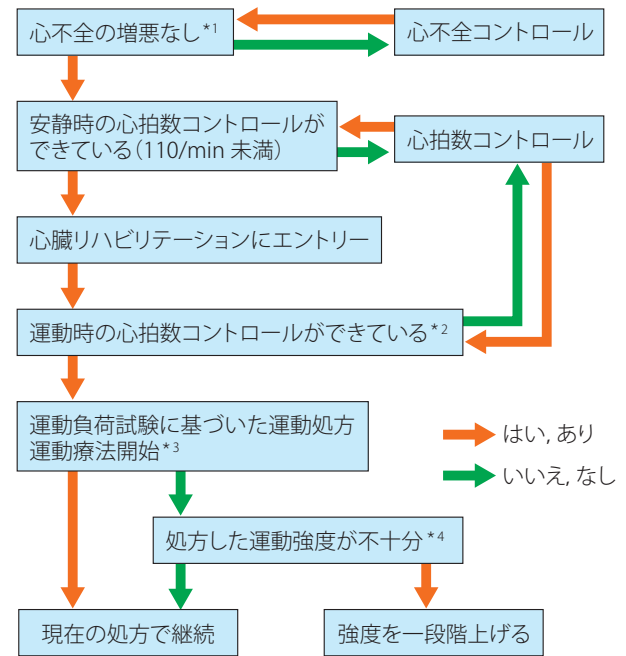 心不全の増悪なし*1
心不全コントロール
安静時の心拍数コントロールが
できている(110/min 未満)
心拍数コントロール
心臓リハビリテーションにエントリー
運動時の心拍数コントロールができている*2
運動負荷試験に基づいた運動処方
運動療法開始*3
はい, あり
いいえ, なし
処方した運動強度が不十分*4
現在の処方で継続
強度を一段階上げる